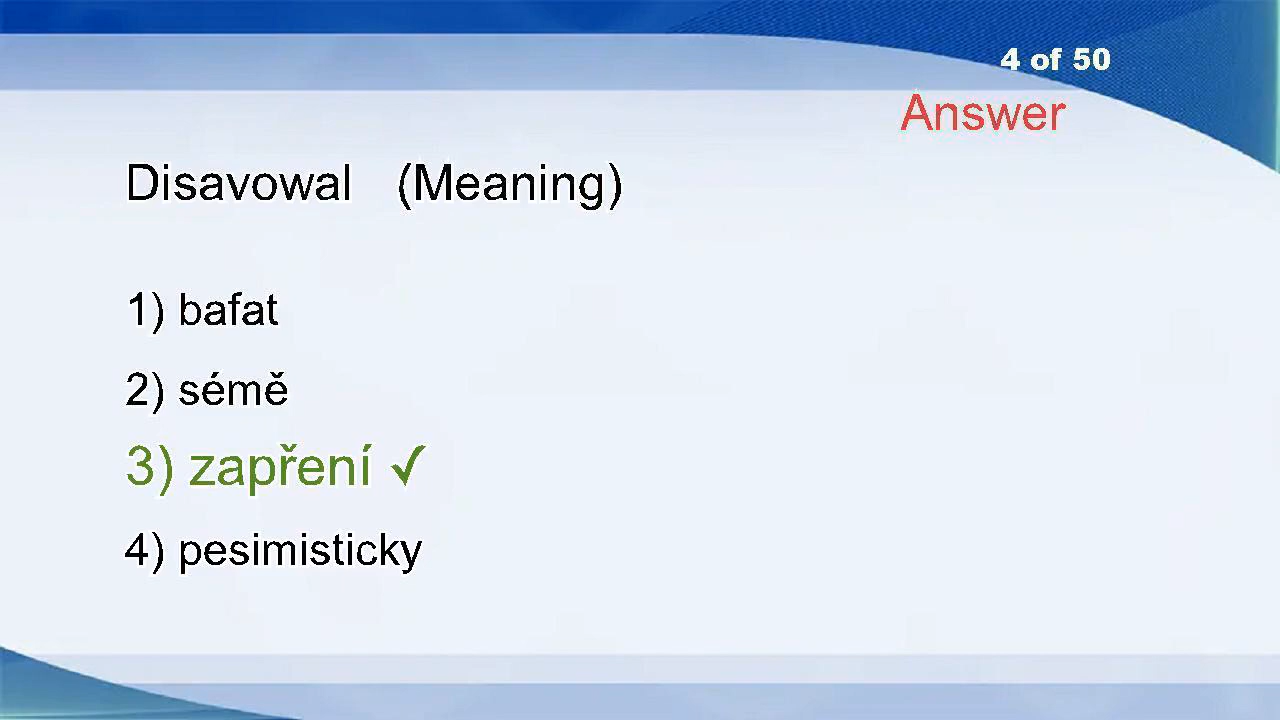 4 of 50
Answer
Disavowal (Meaning)
1) bafat
2) sémě
3) zapření ✓
4) pesimisticky